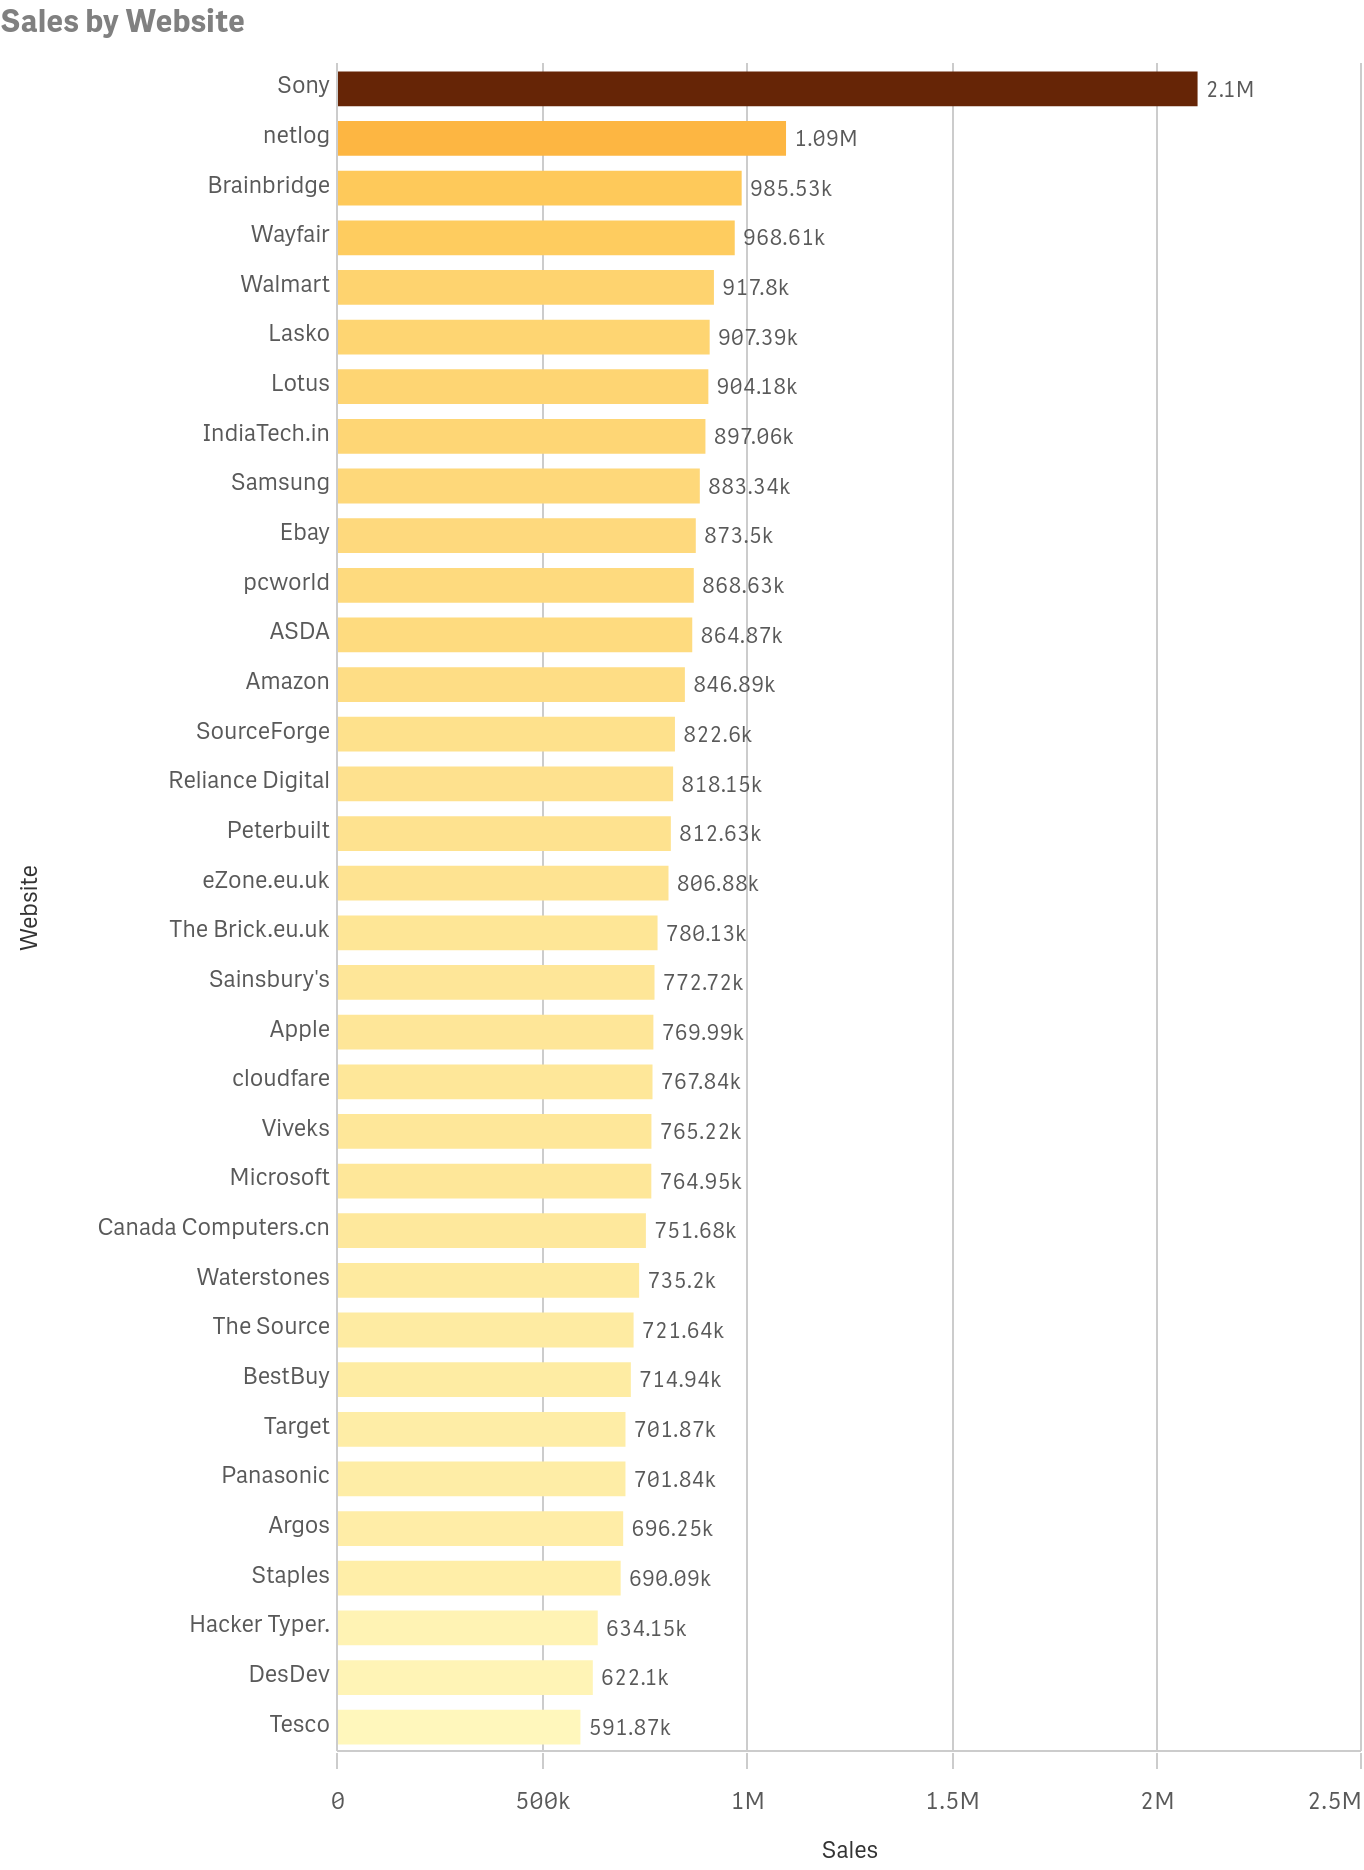 Sales by Website
Website
Sony 2.1M
netlog 1.09M
Brainbridge 985.53k
Wayfair 968.61k
Walmart 917.8k
Lasko 907.39k
Lotus 904.18k
IndiaTech.in 897.06k
Samsung 883.34k
Ebay 873.5k
pcworld 868.63k
ASDA 864.87k
Amazon 846.89k
SourceForge 822.6k
Reliance Digital 818.15k
Peterbuilt 812.63k
eZone.eu.uk 806.88k
The Brick.eu.uk 780.13k
Sainsbury's 772.72k
Apple 769.99k
cloudfare 767.84k
Viveks 765.22k
Microsoft 764.95k
Canada Computers.cn 751.68k
Waterstones 735.2k
The Source 721.64k
BestBuy 714.94k
Target 701.87k
Panasonic 701.84k
Argos 696.25k
Staples 690.09k
Hacker Typer. 634.15k
DesDev 622.1k
Tesco 591.87k
0 500k 1M 1.5M 2M 2.5M
Sales